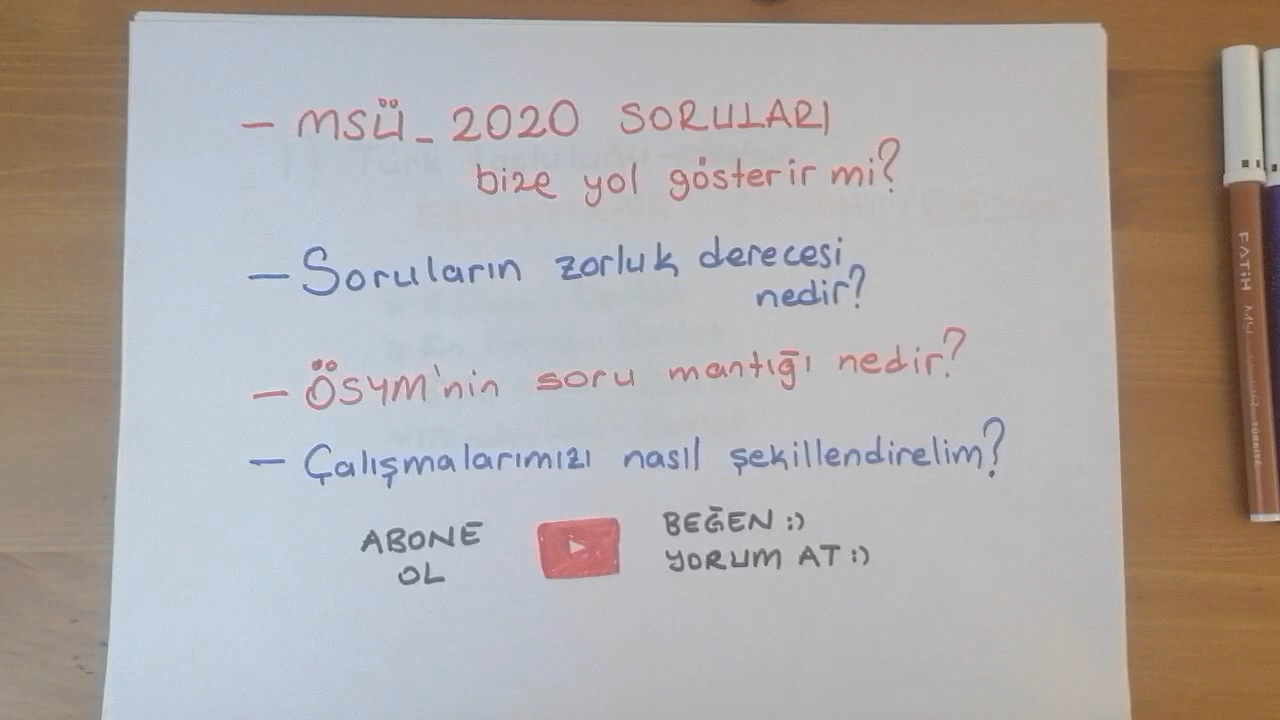 - MSÜ_2020 SORULARI
bize yol gösterir mi?
- Soruların zorluk derecesi
nedir?
- ÖSYM'nin soru mantığı nedir?
- Çalışmalarımızı nasıl şekillendirelim?
ABONE
OL
BEĞEN :)
YORUM AT :)
FATİH